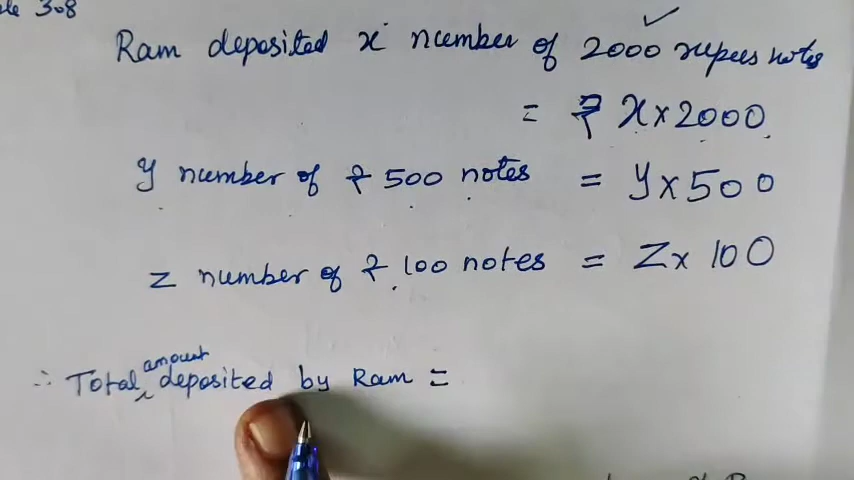 308
Ram deposited x number of 2000 rupees notes
= ₹ x×2000
y number of ₹ 500 notes = y×500
z number of ₹ 100 notes = z×100
∴ Total amount deposited by Ram =